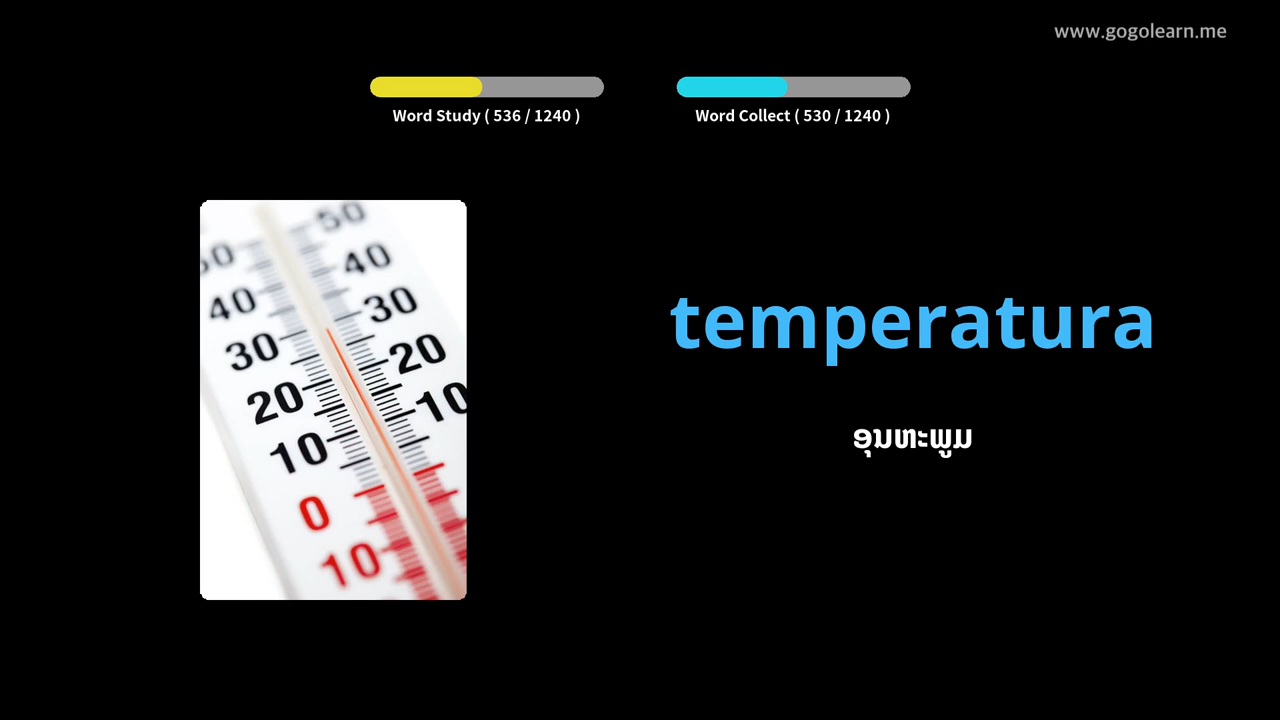 www.gogolearn.me
Word Study ( 536 / 1240 )
Word Collect ( 530 / 1240 )
50
50
40
40
30
30
20
20
10
10
0
10
temperatura
ອຸນຫະພູມ